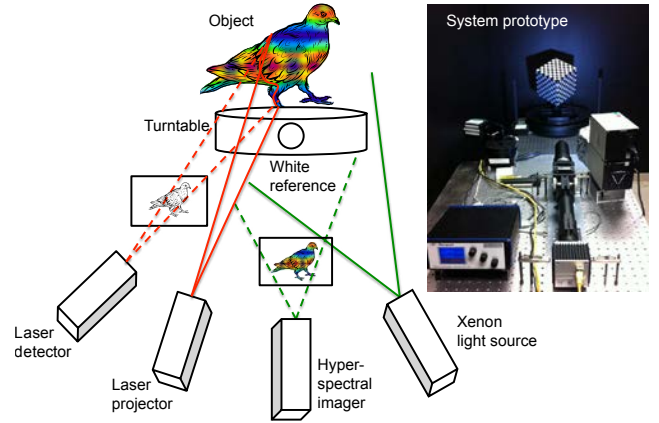 Object
System prototype
Turntable
White
reference
Laser
detector
Laser
projector
Hyper-
spectral
imager
Xenon
light source